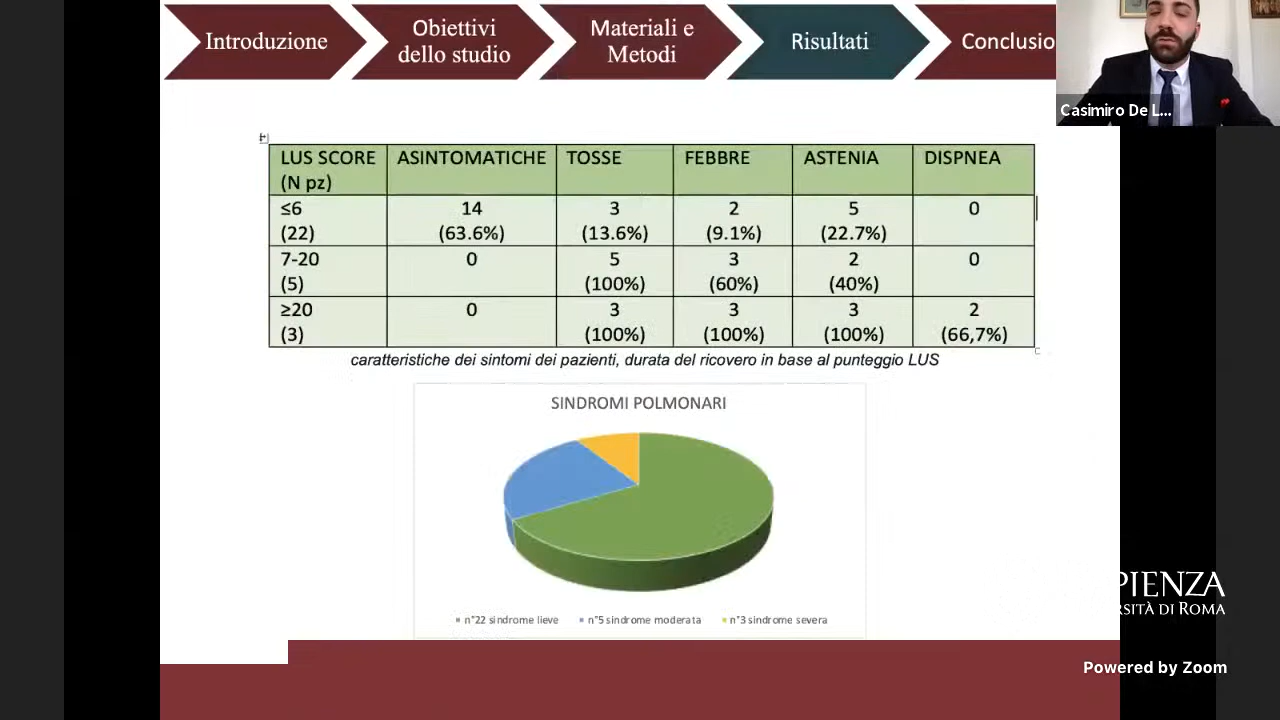 Introduzione
Obiettivi
dello studio
Materiali e
Metodi
Risultati
Conclusio
Casimiro De L...
LUS SCORE
(N pz)
ASINTOMATICHE
TOSSE
FEBBRE
ASTENIA
DISPNEA
≤6
(22)
14
(63.6%)
3
(13.6%)
2
(9.1%)
5
(22.7%)
0
7-20
(5)
0
5
(100%)
3
(60%)
2
(40%)
0
≥20
(3)
0
3
(100%)
3
(100%)
3
(100%)
2
(66,7%)
caratteristiche dei sintomi dei pazienti, durata del ricovero in base al punteggio LUS
SINDROMI POLMONARI
n°22 sindrome lieve
n°5 sindrome moderata
n°3 sindrome severa
PIENZA
RSITÀ DI ROMA
Powered by Zoom